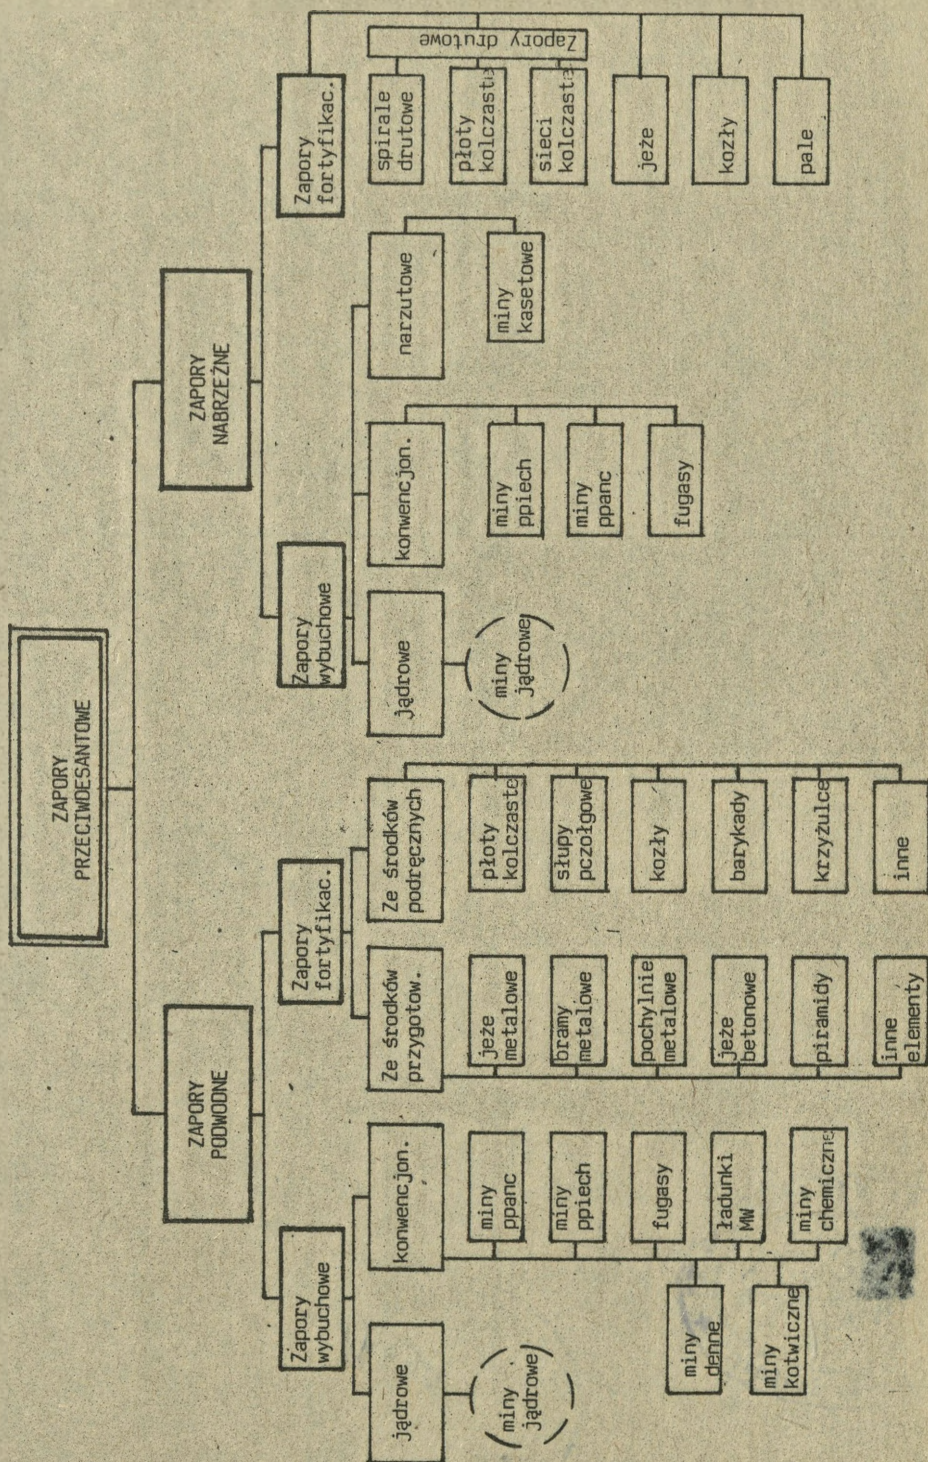 ZAPORY
PRZECIWDESANTOWE
ZAPORY
PODWODNE
ZAPORY
NABRZEŻNE
Zapory
wybuchowe
Zapory
fortyfikac.
Zapory
wybuchowe
Zapory
fortyfikac.
jądrowe
konwencjon.
Ze środków
przygotow.
Ze środków
podręcznych
jądrowe
konwencjon.
narzutowe
Zapory drutowe
miny
jądrowe
miny
ppanc
miny
ppiech
fugasy
ładunki
MW
miny
chemiczne
miny
denne
miny
kotwiczne
jeże
metalowe
bramy
metalowe
pochylnie
metalowe
jeże
betonowe
piramidy
inne
elementy
płoty
kolczaste
słupy
pczołgowe
kozły
barykady
krzyżulce
inne
miny
jądrowe
miny
ppiech
miny
ppanc
fugasy
miny
kasetowe
spirale
drutowe
płoty
kolczaste
sieci
kolczaste
jeże
kozły
pale